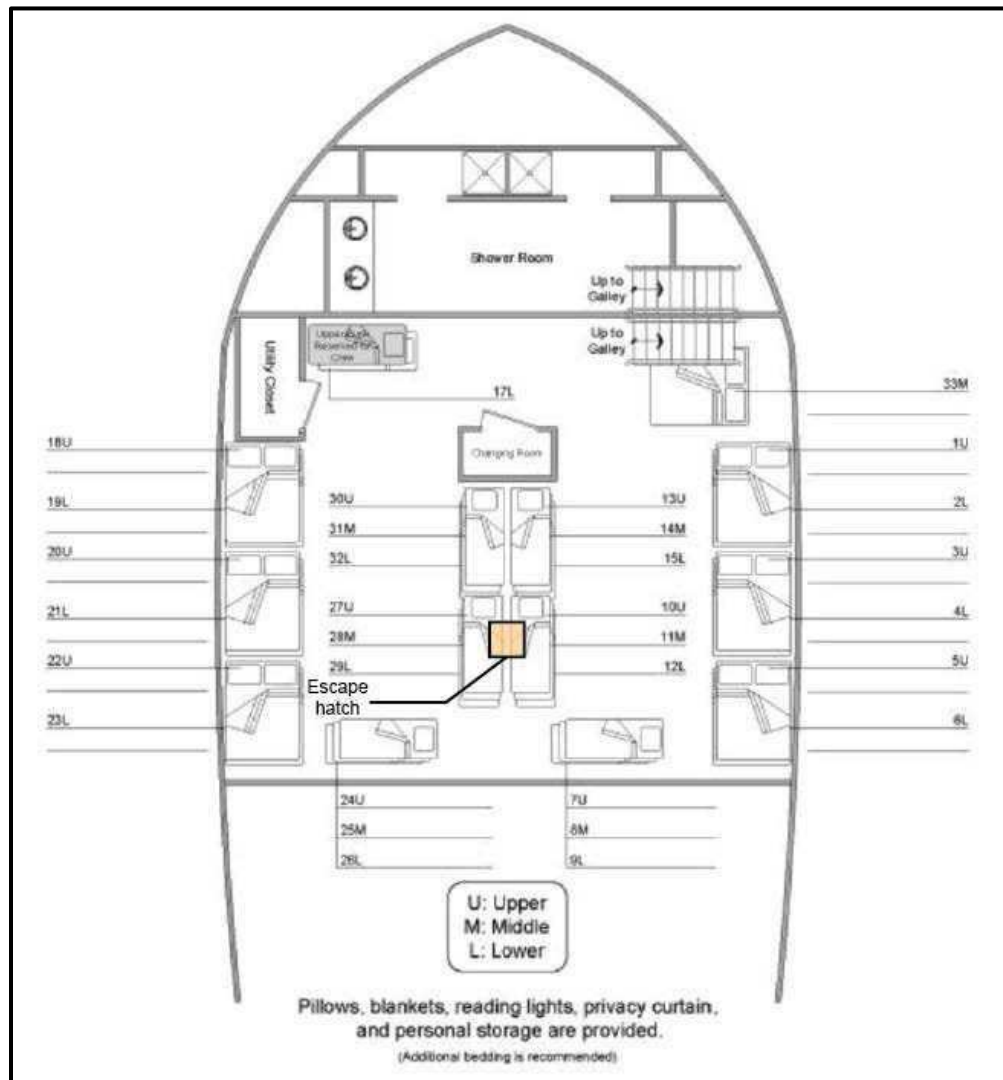 Shower Room
Up to
Galley
Up to
Galley
Utility Closet
Reserved for
Crew
17L
33M
Changing Room
18U
19L
20U
21L
22U
23L
30U
31M
32L
27U
28M
29L
13U
14M
15L
10U
11M
12L
1U
2L
3U
4L
5U
6L
Escape
hatch
24U
25M
26L
7U
8M
9L
U: Upper
M: Middle
L: Lower
Pillows, blankets, reading lights, privacy curtain,
and personal storage are provided.
(Additional bedding is recommended)